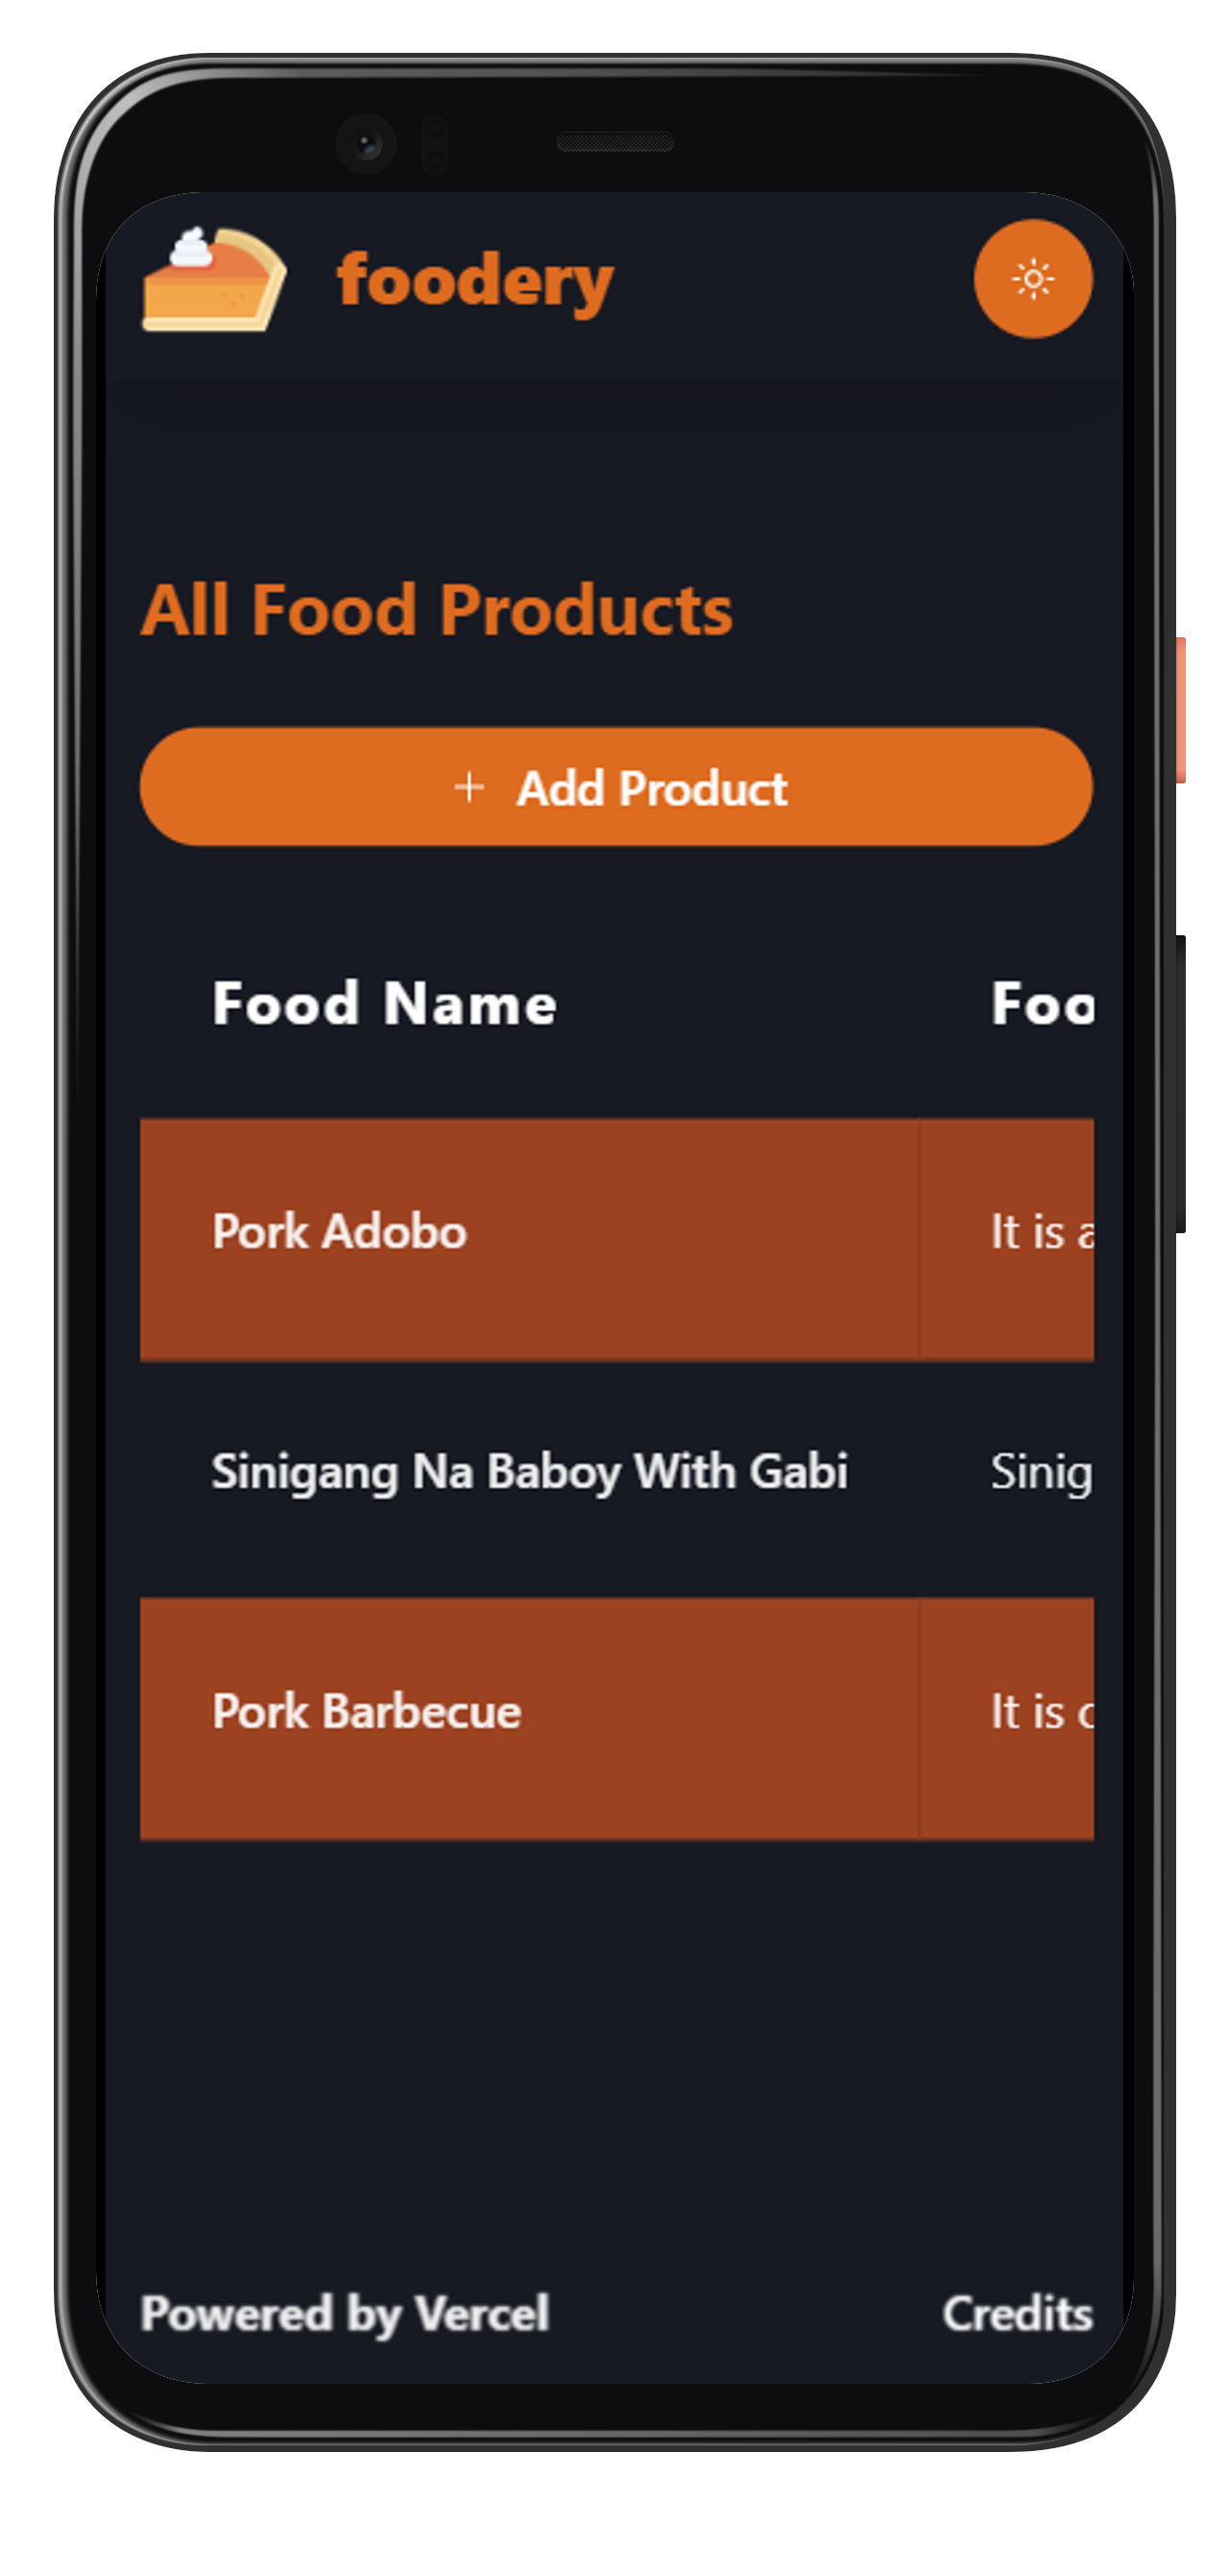 foodery
All Food Products
+ Add Product
Food Name Foo
Pork Adobo It is a
Sinigang Na Baboy With Gabi Sinig
Pork Barbecue It is c
Powered by Vercel Credits